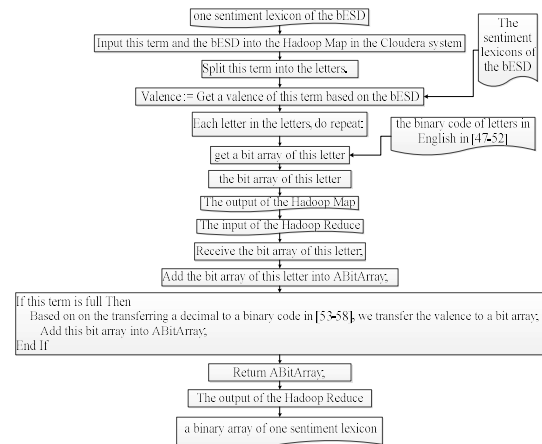 one sentiment lexicon of the bESD
The
sentiment
lexicons of
the bESD
Input this term and the bESD into the Hadoop Map in the Cloudera system
Split this term into the letters.
Valence := Get a valence of this term based on the bESD
Each letter in the letters, do repeat:
the binary code of letters in
English in [47-52]
get a bit array of this letter
the bit array of this letter
The output of the Hadoop Map
The input of the Hadoop Reduce
Receive the bit array of this letter;
Add the bit array of this letter into ABitArray;
If this term is full Then
Based on on the transferring a decimal to a binary code in [53-58], we transfer the valence to a bit array;
Add this bit array into ABitArray;
End If
Return ABitArray;
The output of the Hadoop Reduce
a binary array of one sentiment lexicon